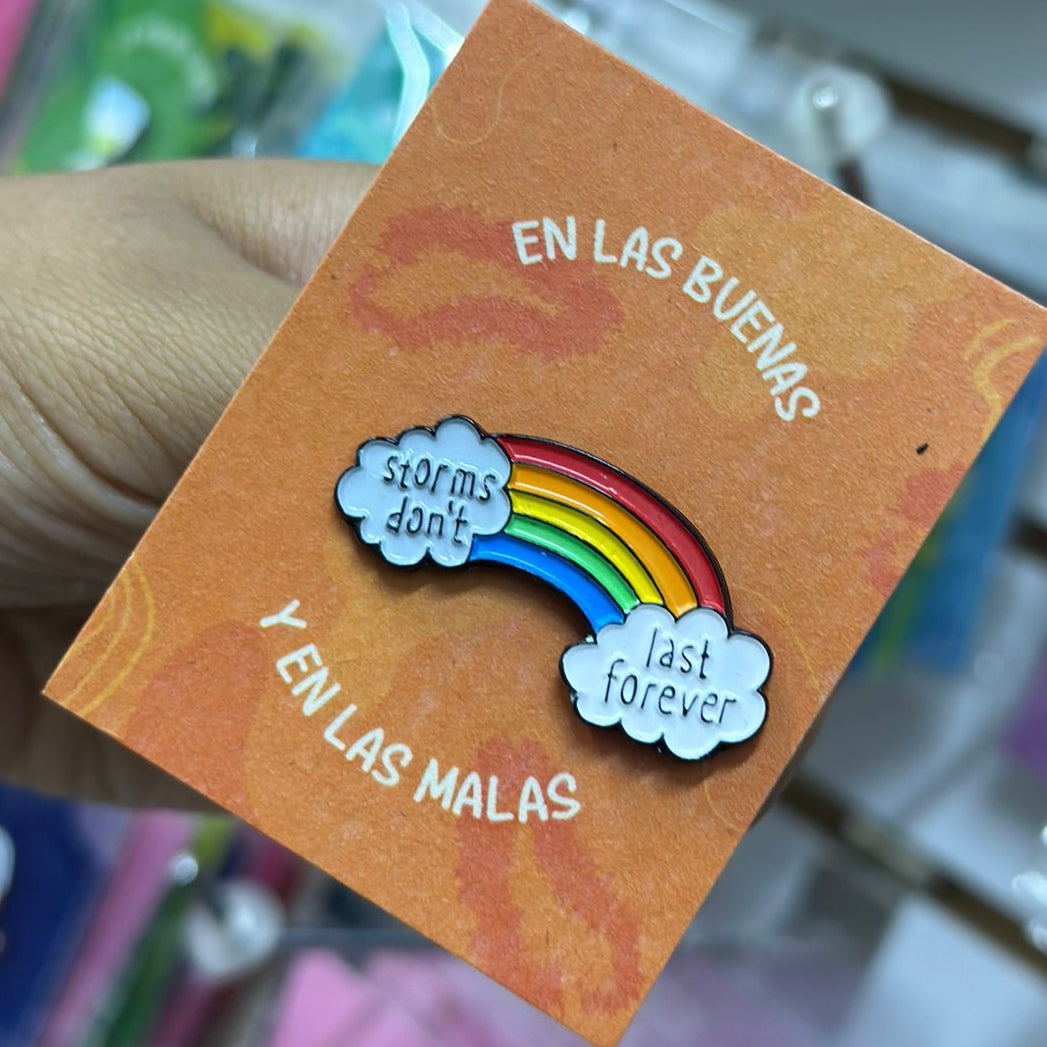 EN LAS BUENAS
storms
don't
last
forever
Y EN LAS MALAS